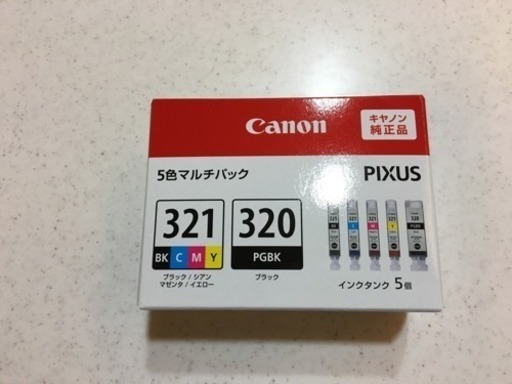 Canon
キヤノン
純正品
5色マルチパック
PIXUS
321
BK C M Y
ブラック / シアン
マゼンタ / イエロー
320
PGBK
ブラック
インクタンク 5個